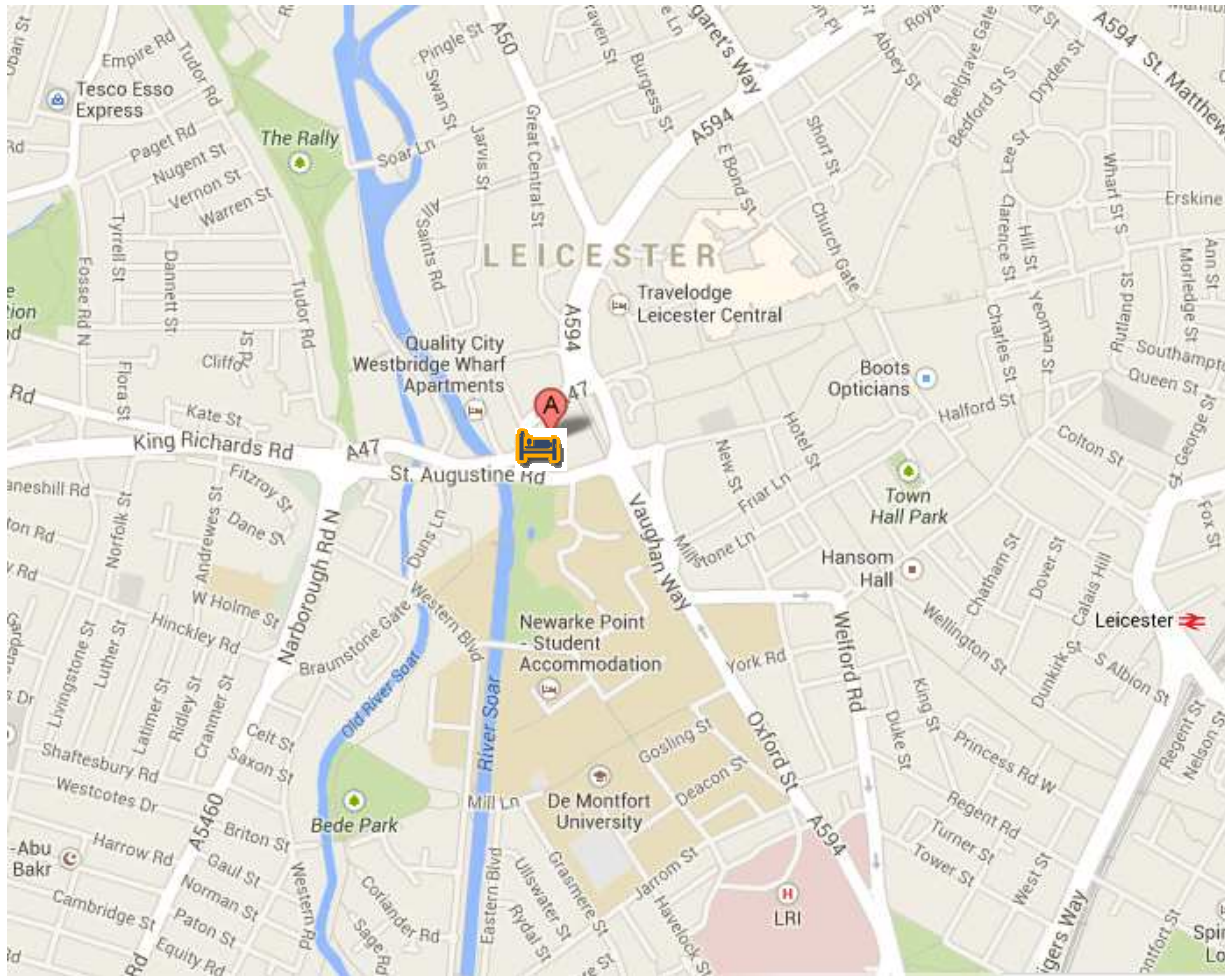 Empire Rd
Tudor Rd
Pingle St
A50
Burgess St
Abbey St
Belgrave Gate
Bedford St S
Dryden St
A594
St. Matthew
Tesco Esso
Express
Swan St
Great Central St
The Rally
Paget Rd
Nugent St
Vernon St
Warren St
Soar Ln
Jarvis St
A594
E Bond St
Short St
Lee St
Wharf St S
Erskine
All
Saints Rd
Church Gate
Clarence St
Hill St
Tyrrell St
Dannett St
Fosse Rd N
Tudor Rd
LEICESTER
Travelodge
Leicester Central
A594
Charles St
Yeoman St
Rutland St
Morledge St
Ann St
Southampt
Queen St
Quality City
Westbridge Wharf
Apartments
Boots
Opticians
Halford St
Flora St
Kate St
King Richards Rd
A47
A
47
St. Augustine Rd
Hotel St
New St
Friar Ln
Millstone Ln
Town
Hall Park
Colton St
St. George St
Fox St
Fitzroy St
Dane St
Norfolk St
Andrewes St
Duns Ln
Vaughan Way
Hansom
Hall
Chatham St
Dover St
Calais Hill
Leicester
W Holme St
Hinckley Rd
Narborough Rd N
Western Blvd
Braunstone Gate
Newarke Point
- Student
Accommodation
York Rd
Welford Rd
Wellington St
Dunkirk St
S Albion St
Livingstone St
Luther St
Latimer St
Ridley St
Cranmer St
Celt St
Saxon St
Old River Soar
River Soar
Oxford St
Gosling St
Deacon St
Duke St
King St
Princess Rd W
Regent St
Nelson St
Shaftesbury Rd
Westcotes Dr
A5460
Bede Park
Mill Ln
De Montfort
University
A594
Regent Rd
Turner St
Tower St
West St
-Abu
Bakr
Harrow Rd
Briton St
Gaul St
Norman St
Paton St
Equity Rd
Cambridge St
Western Rd
Coriander Rd
Sage Rd
Eastern Blvd
Ullswater St
Rydal St
Grasmere St
Jarrom St
Havelock St
H
LRI
gers Way